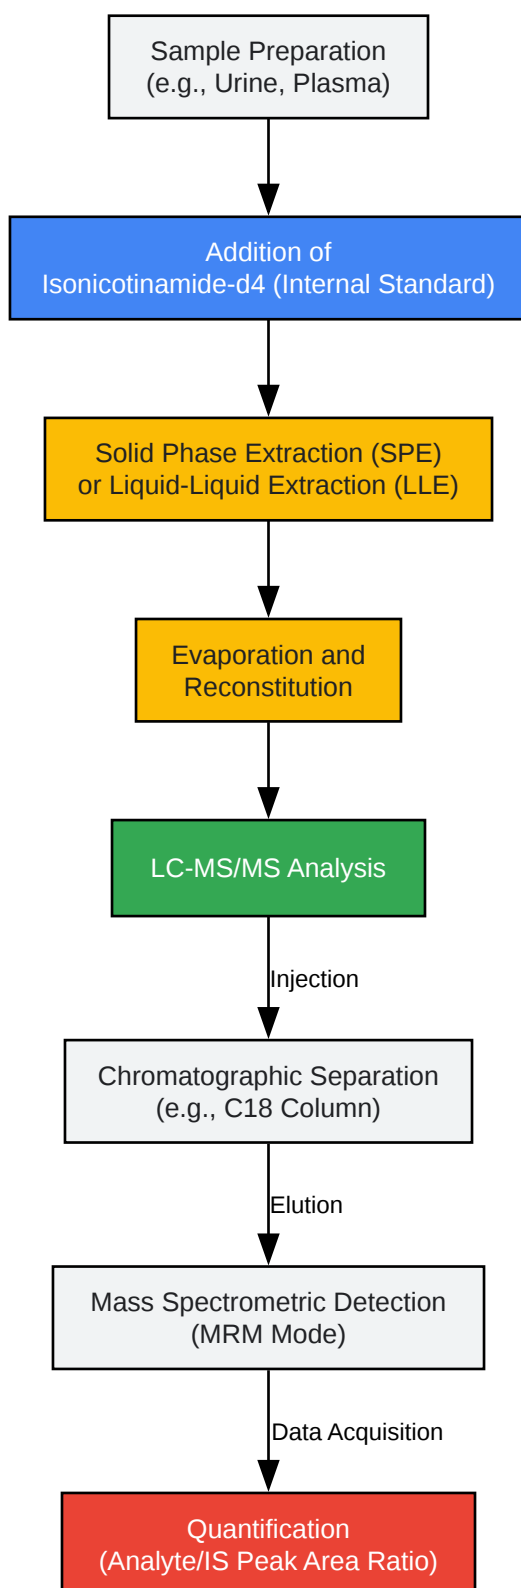 Sample Preparation
(e.g., Urine, Plasma)
Addition of
Isonicotinamide-d4 (Internal Standard)
Solid Phase Extraction (SPE)
or Liquid-Liquid Extraction (LLE)
Evaporation and
Reconstitution
LC-MS/MS Analysis
Injection
Chromatographic Separation
(e.g., C18 Column)
Elution
Mass Spectrometric Detection
(MRM Mode)
Data Acquisition
Quantification
(Analyte/IS Peak Area Ratio)